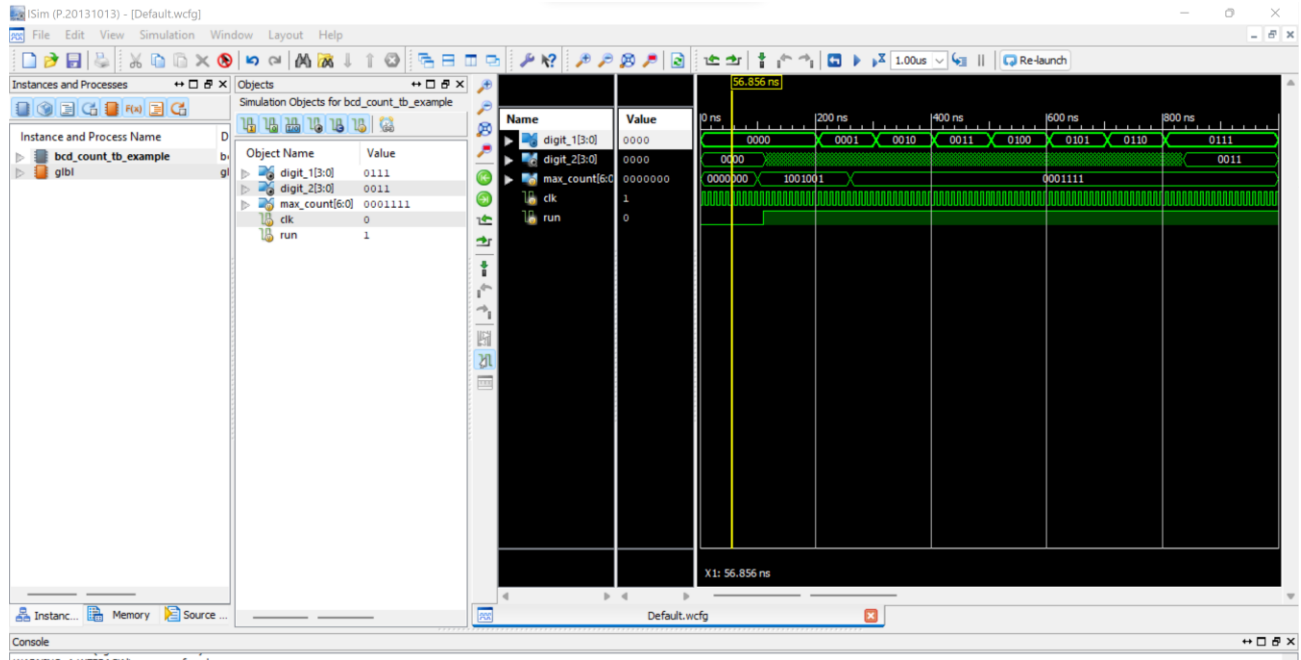 ISim (P.20131013) - [Default.wcfg]
File Edit View Simulation Window Layout Help
1.00us Re-launch
Instances and Processes
Instance and Process Name D
bcd_count_tb_example b
glbl gl
Instanc... Memory Source ...
Objects
Simulation Objects for bcd_count_tb_example
Object Name Value
digit_1[3:0] 0111
digit_2[3:0] 0011
max_count[6:0] 0001111
clk 0
run 1
Name Value
digit_1[3:0] 0000
digit_2[3:0] 0000
max_count[6:0 0000000
clk 1
run 0
56.856 ns
0 ns 200 ns 400 ns 600 ns 800 ns
0000 0001 0010 0011 0100 0101 0110 0111
0000 0011
0000000 1001001 0001111
X1: 56.856 ns
Default.wcfg
Console